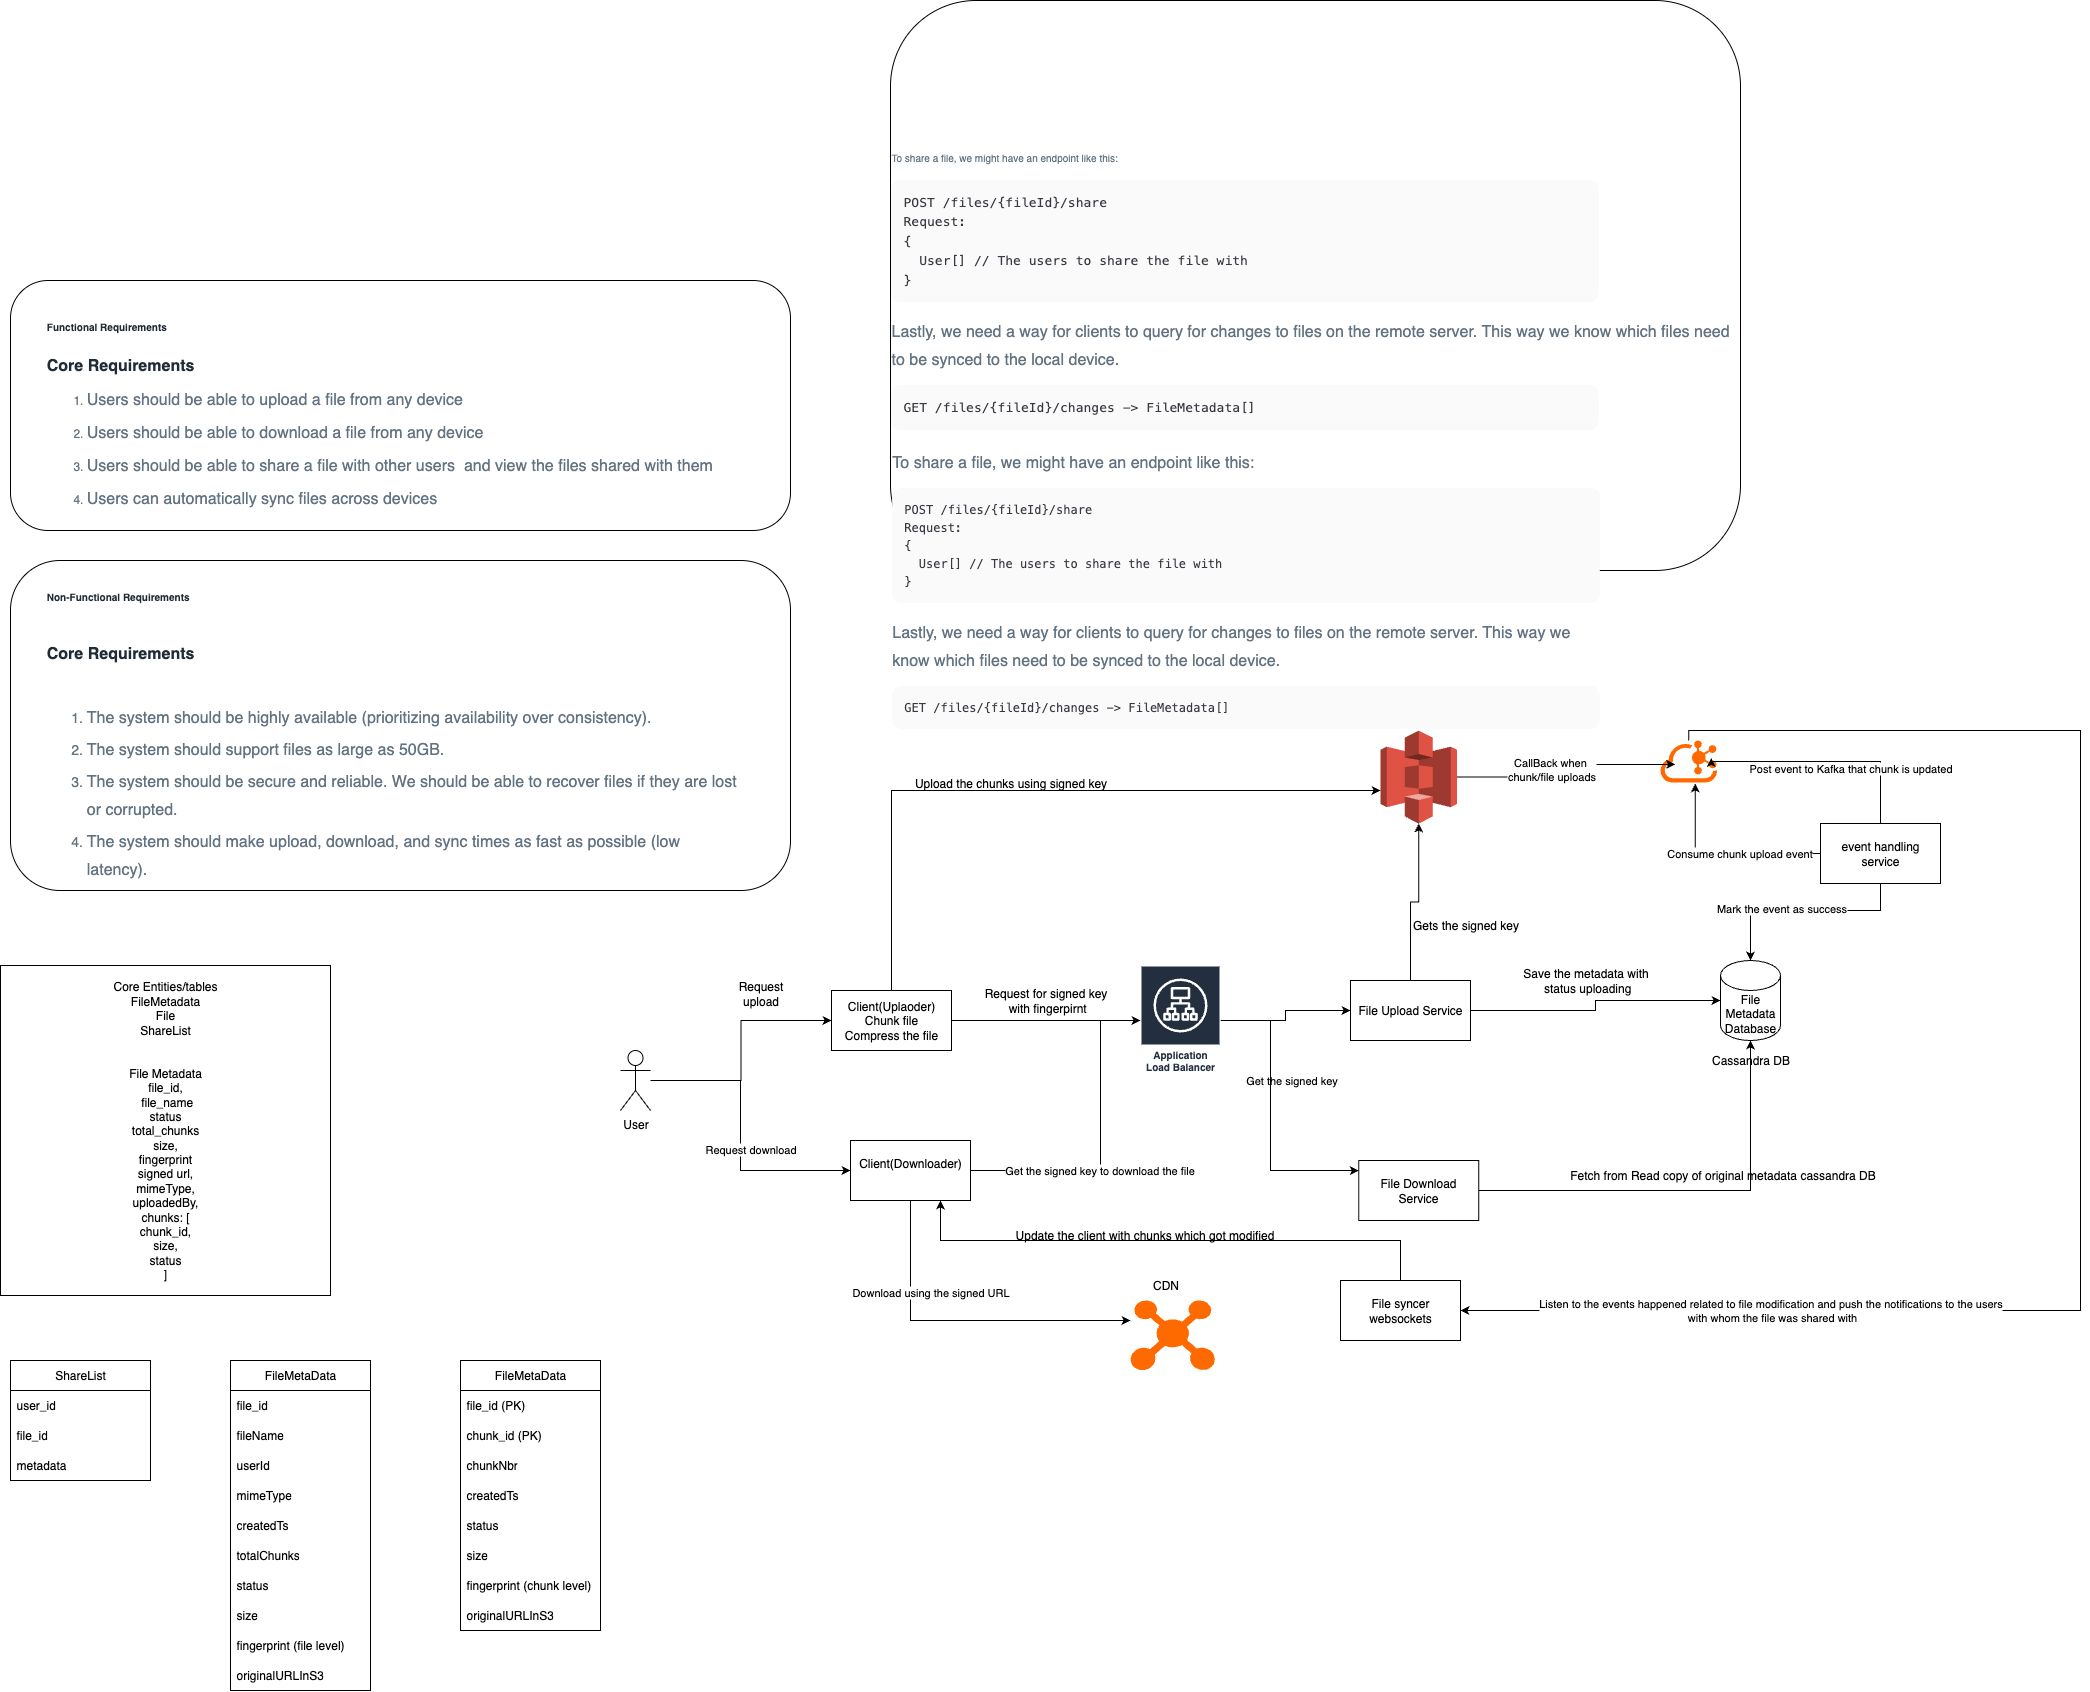 To share a file, we might have an endpoint like this:
POST /files/{fileId}/share
Request:
{
User[] // The users to share the file with
}
Lastly, we need a way for clients to query for changes to files on the remote server. This way we know which files need
to be synced to the local device.
GET /files/{fileId}/changes -> FileMetadata[]
To share a file, we might have an endpoint like this:
POST /files/{fileId}/share
Request:
{
User[] // The users to share the file with
}
Lastly, we need a way for clients to query for changes to files on the remote server. This way we
know which files need to be synced to the local device.
GET /files/{fileId}/changes -> FileMetadata[]
Functional Requirements
Core Requirements
1. Users should be able to upload a file from any device
2. Users should be able to download a file from any device
3. Users should be able to share a file with other users  and view the files shared with them
4. Users can automatically sync files across devices
Non-Functional Requirements
Core Requirements
1. The system should be highly available (prioritizing availability over consistency).
2. The system should support files as large as 50GB.
3. The system should be secure and reliable. We should be able to recover files if they are lost
or corrupted.
4. The system should make upload, download, and sync times as fast as possible (low
latency).
Upload the chunks using signed key
CallBack when
chunk/file uploads
Post event to Kafka that chunk is updated
Consume chunk upload event
event handling
service
Mark the event as success
Gets the signed key
Core Entities/tables
FileMetadata
File
ShareList
File Metadata
file_id,
file_name
status
total_chunks
size,
fingerprint
signed url,
mimeType,
uploadedBy,
chunks: [
chunk_id,
size,
status
]
User
Request
upload
Request download
Client(Uplaoder)
Chunk file
Compress the file
Request for signed key
with fingerpirnt
Application
Load Balancer
File Upload Service
Save the metadata with
status uploading
File
Metadata
Database
Cassandra DB
Get the signed key
Client(Downloader)
Get the signed key to download the file
File Download
Service
Fetch from Read copy of original metadata cassandra DB
Update the client with chunks which got modified
Download using the signed URL
CDN
File syncer
websockets
Listen to the events happened related to file modification and push the notifications to the users
with whom the file was shared with
ShareList
user_id
file_id
metadata
FileMetaData
file_id
fileName
userId
mimeType
createdTs
totalChunks
status
size
fingerprint (file level)
originalURLInS3
FileMetaData
file_id (PK)
chunk_id (PK)
chunkNbr
createdTs
status
size
fingerprint (chunk level)
originalURLInS3